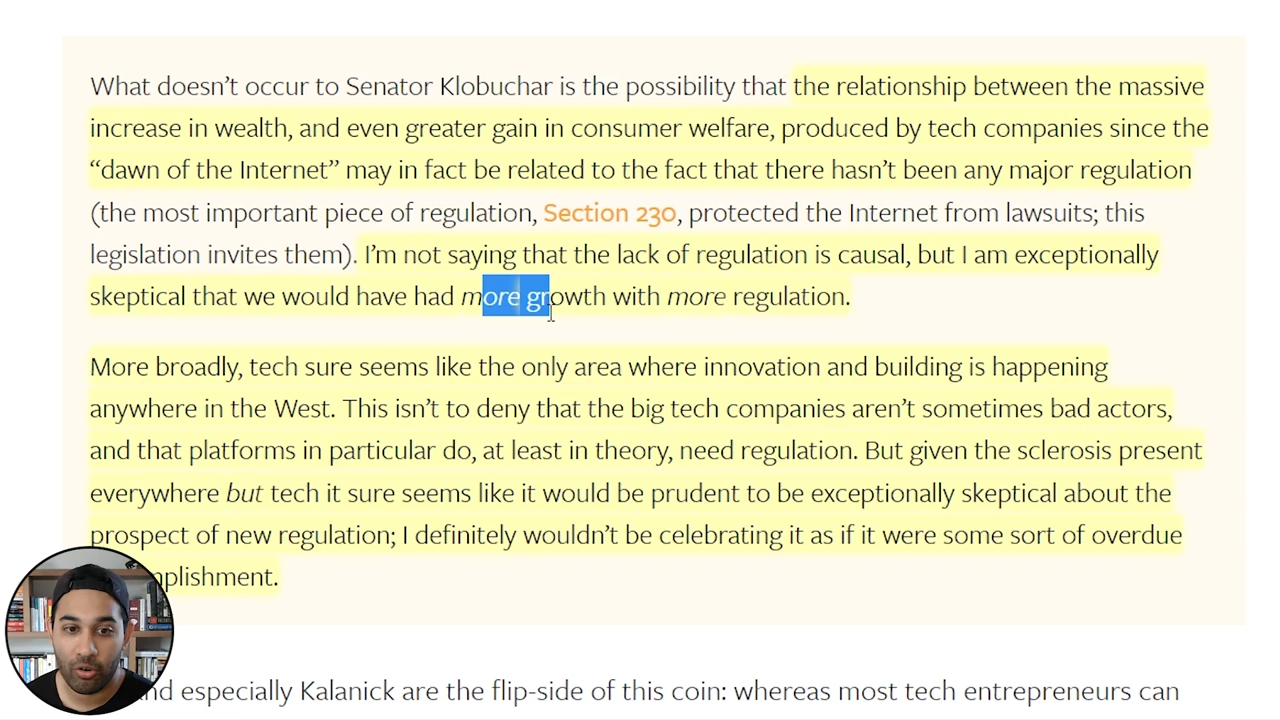 What doesn’t occur to Senator Klobuchar is the possibility that the relationship between the massive
increase in wealth, and even greater gain in consumer welfare, produced by tech companies since the
“dawn of the Internet” may in fact be related to the fact that there hasn’t been any major regulation
(the most important piece of regulation, Section 230, protected the Internet from lawsuits; this
legislation invites them). I’m not saying that the lack of regulation is causal, but I am exceptionally
skeptical that we would have had more growth with more regulation.
More broadly, tech sure seems like the only area where innovation and building is happening
anywhere in the West. This isn’t to deny that the big tech companies aren’t sometimes bad actors,
and that platforms in particular do, at least in theory, need regulation. But given the sclerosis present
everywhere but tech it sure seems like it would be prudent to be exceptionally skeptical about the
prospect of new regulation; I definitely wouldn’t be celebrating it as if it were some sort of overdue
mplishment.
nd especially Kalanick are the flip-side of this coin: whereas most tech entrepreneurs can